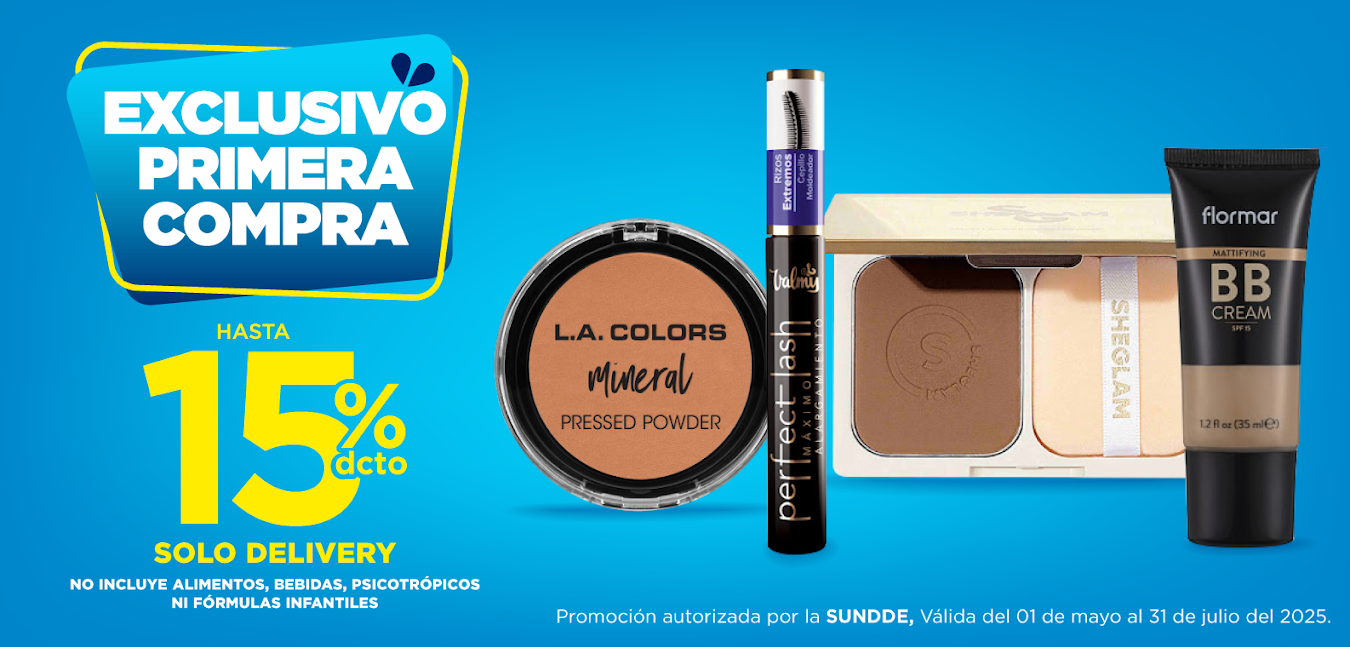 EXCLUSIVO
PRIMERA
COMPRA
HASTA
15%
dcto
SOLO DELIVERY
NO INCLUYE ALIMENTOS, BEBIDAS, PSICOTRÓPICOS
NI FÓRMULAS INFANTILES
L.A. COLORS
mineral
PRESSED POWDER
Rizos
Extremos
Cepillo
Moldeador
Valmy
perfect lash
MÁXIMO
ALARGAMIENTO
SHEGLAM
S
SHEGLAM
flormar
MATTIFYING
BB
CREAM
SPF 15
1.2 fl oz (35 ml℮)
Promoción autorizada por la SUNDDE, Válida del 01 de mayo al 31 de julio del 2025.